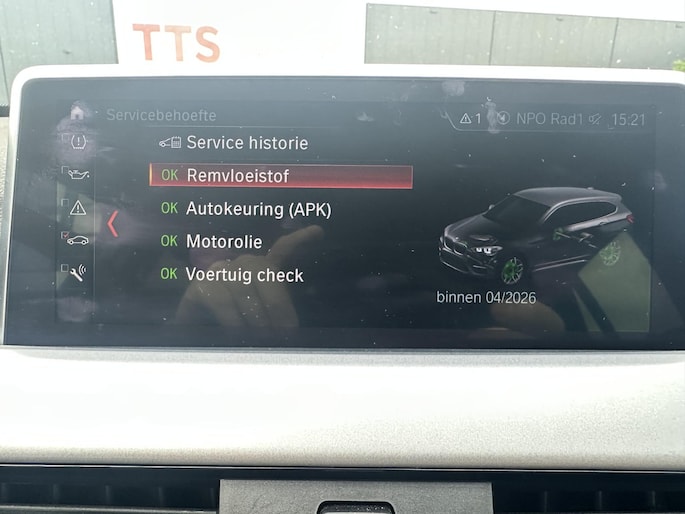 TTS
Servicebehoefte
1
NPO Rad1
15:21
Service historie
OK Remvloeistof
OK Autokeuring (APK)
OK Motorolie
OK Voertuig check
binnen 04/2026